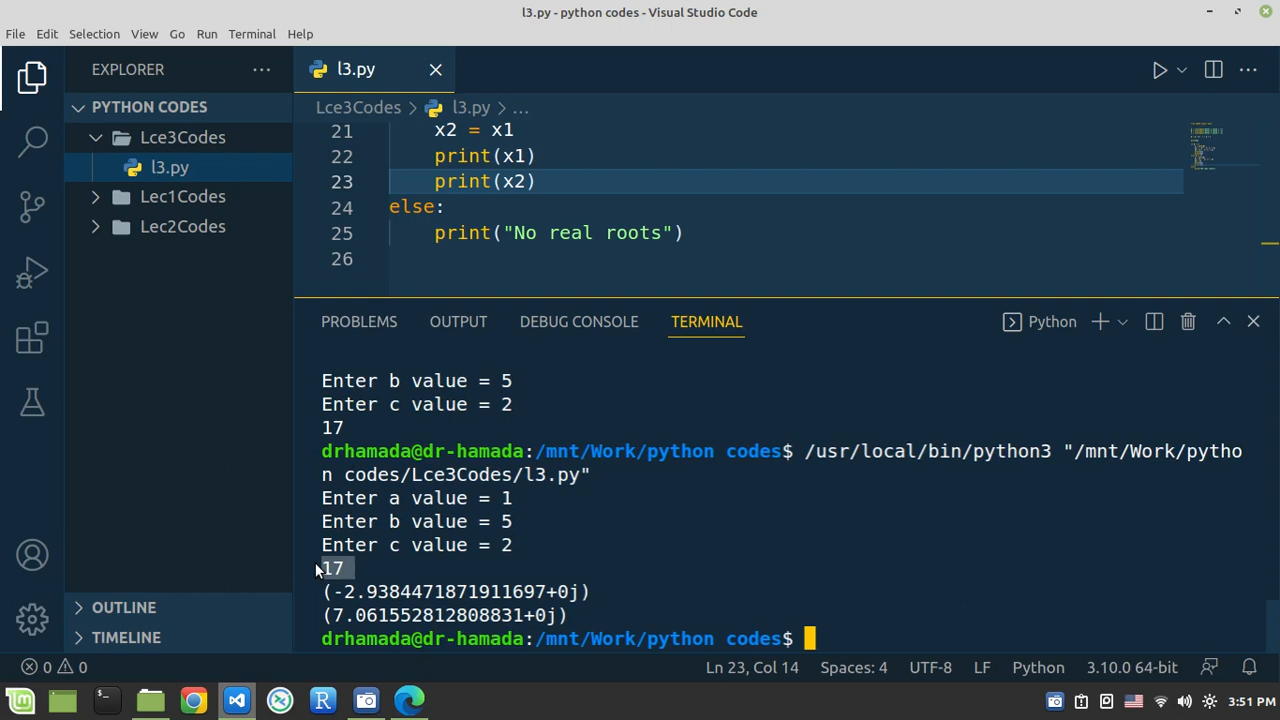 l3.py - python codes - Visual Studio Code
File Edit Selection View Go Run Terminal Help
EXPLORER
l3.py
PYTHON CODES
Lce3Codes
l3.py
Lec1Codes
Lec2Codes
Lce3Codes > l3.py > ...
21 x2 = x1
22 print(x1)
23 print(x2)
24 else:
25 print("No real roots")
26
PROBLEMS OUTPUT DEBUG CONSOLE TERMINAL Python
Enter b value = 5
Enter c value = 2
17
drhamada@dr-hamada:/mnt/Work/python codes$ /usr/local/bin/python3 "/mnt/Work/pytho
n codes/Lce3Codes/l3.py"
Enter a value = 1
Enter b value = 5
Enter c value = 2
17
(-2.9384471871911697+0j)
(7.061552812808831+0j)
drhamada@dr-hamada:/mnt/Work/python codes$
OUTLINE
TIMELINE
0 0 Ln 23, Col 14 Spaces: 4 UTF-8 LF Python 3.10.0 64-bit
3:51 PM